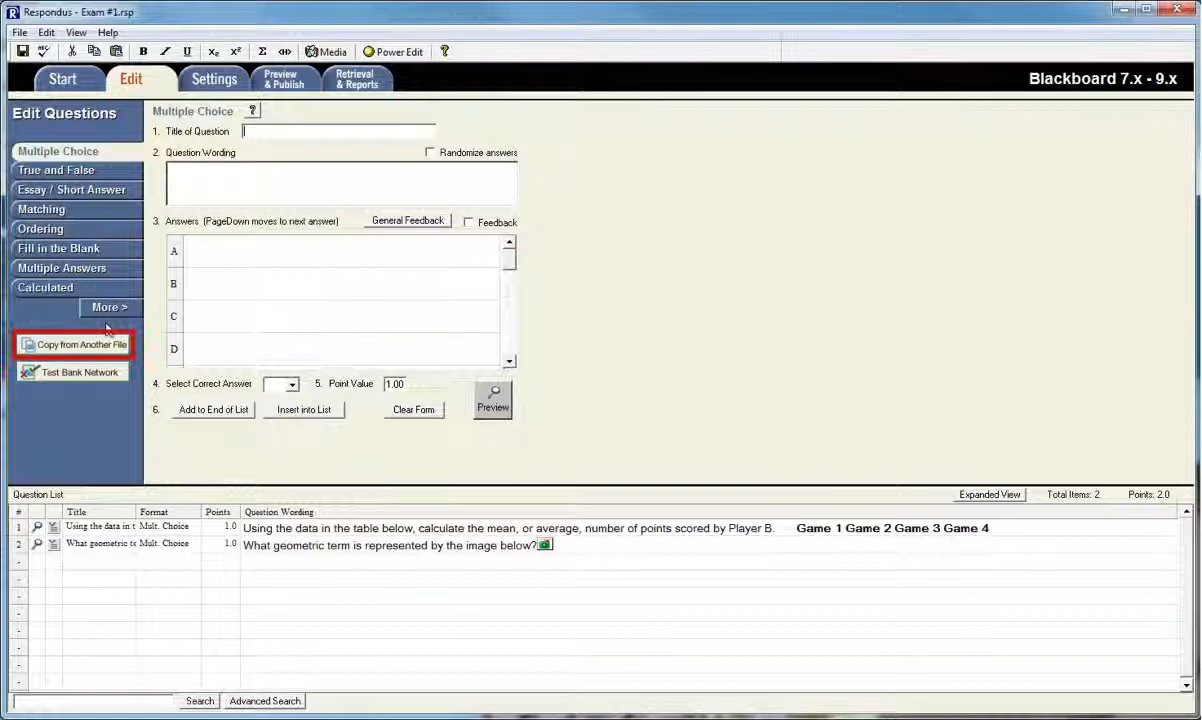 Respondus - Exam #1.rsp
File Edit View Help
B I U X₂ X² Σ Media Power Edit ?
Start Edit Settings Preview & Publish Retrieval & Reports Blackboard 7.x - 9.x
Edit Questions
Multiple Choice
True and False
Essay / Short Answer
Matching
Ordering
Fill in the Blank
Multiple Answers
Calculated
More >
Copy from Another File
Test Bank Network
Multiple Choice ?
1. Title of Question
2. Question Wording Randomize answers
3. Answers (PageDown moves to next answer) General Feedback Feedback
A
B
C
D
4. Select Correct Answer 5. Point Value 1.00
6. Add to End of List Insert into List Clear Form Preview
Question List Expanded View Total Items: 2 Points: 2.0
# Title Format Points Question Wording
1 Using the data in t Mult. Choice 1.0 Using the data in the table below, calculate the mean, or average, number of points scored by Player B. Game 1 Game 2 Game 3 Game 4
2 What geometric te Mult. Choice 1.0 What geometric term is represented by the image below?
Search Advanced Search